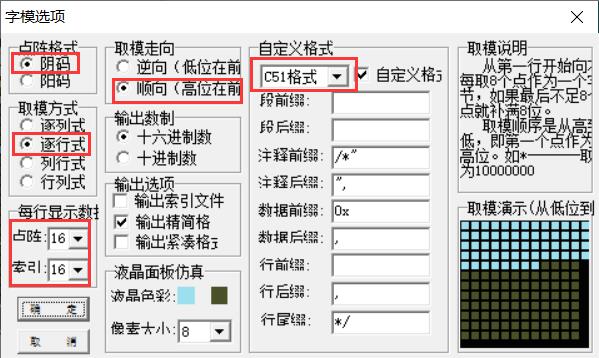 字模选项
点阵格式
阴码
阳码
取模方式
逐列式
逐行式
列行式
行列式
每行显示数据
点阵: 16
索引: 16
确 定
取 消
取模走向
逆向（低位在前
顺向（高位在前
输出数制
十六进制数
十进制数
输出选项
输出索引文件
输出精简格
输出紧凑格式
液晶面板仿真
液晶色彩:
像素大小: 8
自定义格式
C51格式
自定义格式
段前缀:
段后缀:
注释前缀: /*"
注释后缀: ",
数据前缀: 0x
数据后缀: ,
行前缀:
行后缀: ,
行尾缀: */
取模说明
从第一行开始向
每取8个点作为一个
节，如果最后不足8
点就补满8位。
取模顺序是从高
低，即第一个点作为
高位。如*-------取
为10000000
取模演示(从低位到